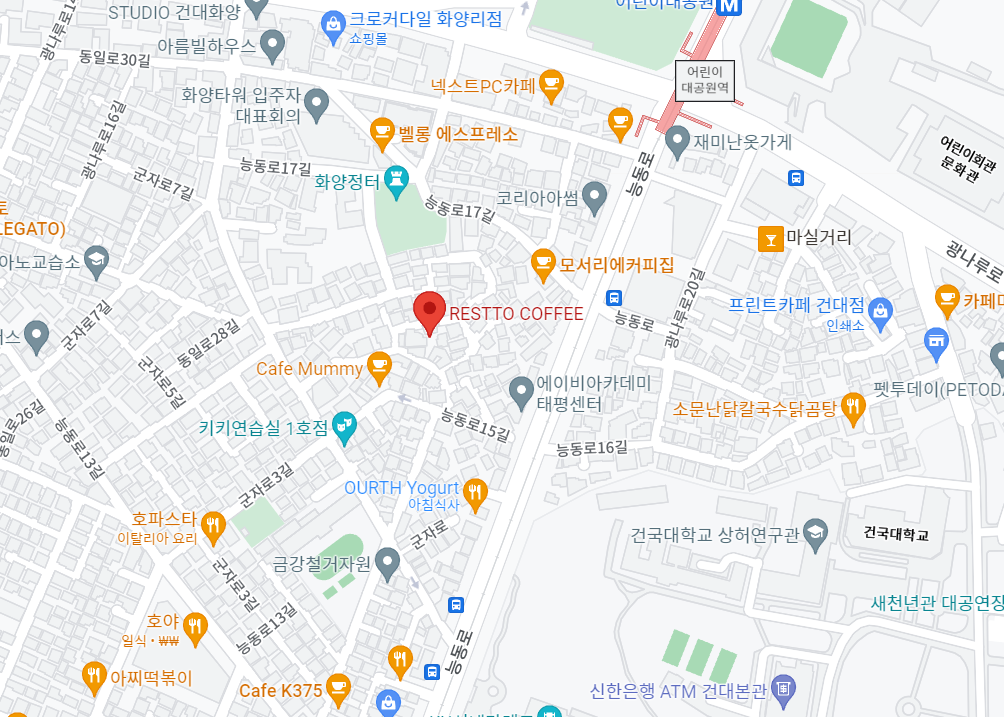 STUDIO 건대화양
크로커다일 화양리점
쇼핑몰
어린이대공원
M
아름빌하우스
동일로30길
광나루로
어린이
대공원역
넥스트PC카페
화양타워 입주자
대표회의
벨롱 에스프레소
재미난옷가게
어린이회관
문화관
광나루로16길
능동로17길
군자로7길
화양정터
능동로
코리아아썸
능동로17길
LEGATO)
아노교습소
마실거리
모서리에커피집
광나루로
광나루로20길
프린트카페 건대점
인쇄소
RESTTO COFFEE
능동로
군자로7길
동일로28길
Cafe Mummy
군자로5길
에이비아카데미
태평센터
펫투데이(PETODA
소문난닭칼국수닭곰탕
동일로26길
능동로13길
키키연습실 1호점
능동로15길
능동로16길
군자로3길
OURTH Yogurt
아침식사
호파스타
이탈리아 요리
군자로
건국대학교 상허연구관
건국대학교
금강철거자원
군자로3길
능동로13길
새천년관 대공연장
호야
일식 · ₩₩
능동로
아찌떡볶이
Cafe K375
신한은행 ATM 건대본관